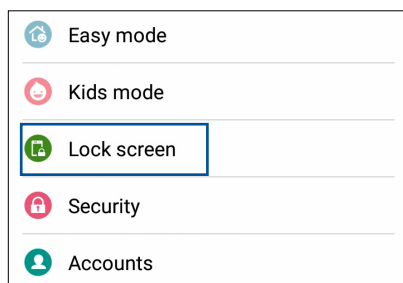 Easy mode
Kids mode
Lock screen
Security
Accounts